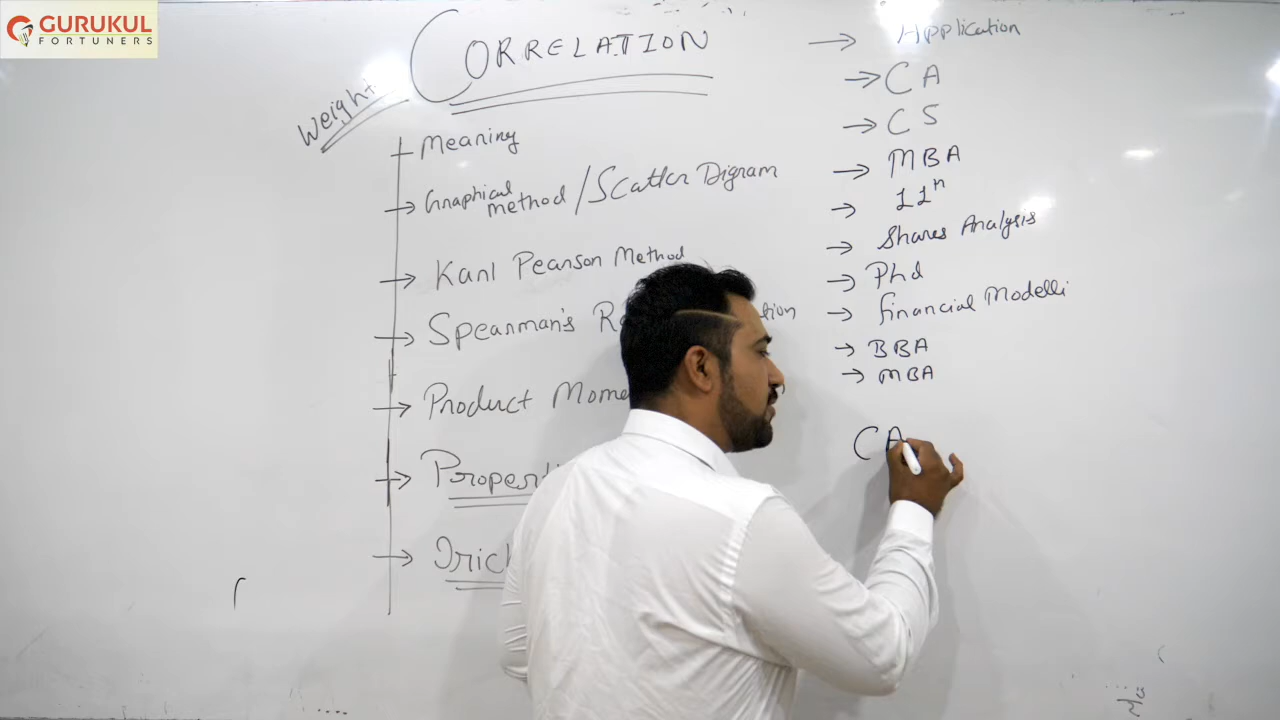 GURUKUL
FORTUNERS
CORRELATION
Weight
Meaning
Graphical
method / Scatter Digram
Karl Pearson Method
Spearman's
Product
Application
CA
CS
MBA
11th
Shares Analysis
Phd
financial Modelli
BBA
MBA
CA